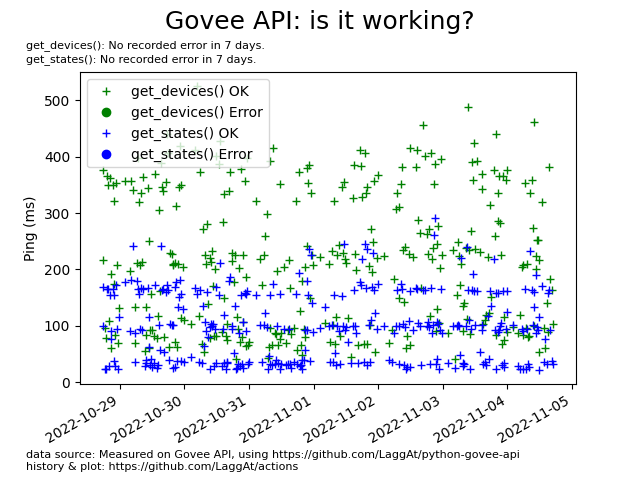 Govee API: is it working?
get_devices(): No recorded error in 7 days.
get_states(): No recorded error in 7 days.
get_devices() OK
get_devices() Error
get_states() OK
get_states() Error
Ping (ms)
500
400
300
200
100
0
2022-10-29
2022-10-30
2022-10-31
2022-11-01
2022-11-02
2022-11-03
2022-11-04
2022-11-05
data source: Measured on Govee API, using https://github.com/LaggAt/python-govee-api
history & plot: https://github.com/LaggAt/actions